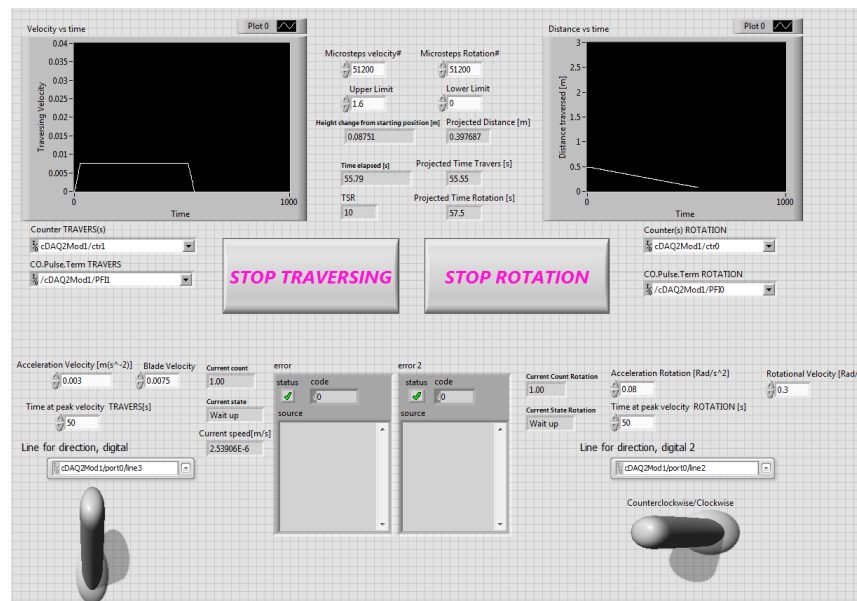 Velocity vs time
Plot 0
0.04
0.035
0.03
0.025
0.02
0.015
0.01
0.005
0
0
1000
Traversing Velocity
Time
Microsteps velocity#
Microsteps Rotation#
51200
51200
Upper Limit
Lower Limit
1.6
0
Height change from starting position [m]
Projected Distance [m]
0.08751
0.397687
Time elapsed [s]
Projected Time Travers [s]
55.79
55.55
TSR
Projected Time Rotation [s]
10
57.5
Distance vs time
Plot 0
3
2.5
2
1.5
1
0.5
0
0
1000
Distance traversed [m]
Time
Counter TRAVERS(s)
cDAQ2Mod1/ctr1
CO.Pulse.Term TRAVERS
/cDAQ2Mod1/PFI1
STOP TRAVERSING
STOP ROTATION
Counter(s) ROTATION
cDAQ2Mod1/ctr0
CO.Pulse.Term ROTATION
/cDAQ2Mod1/PFI0
Acceleration Velocity [m(s^-2)]
Blade Velocity
0.003
0.0075
Time at peak velocity TRAVERS[s]
50
Line for direction, digital
cDAQ2Mod1/port0/line3
Current count
1.00
Current state
Wait up
Current speed[m/s]
2.53906E-6
error
status
code
0
source
error 2
status
code
0
source
Current Count Rotation
1.00
Current State Rotation
Wait up
Acceleration Rotation [Rad/s^2]
0.08
Rotational Velocity [Rad/
0.3
Time at peak velocity ROTATION [s]
50
Line for direction, digital 2
cDAQ2Mod1/port0/line2
Counterclockwise/Clockwise